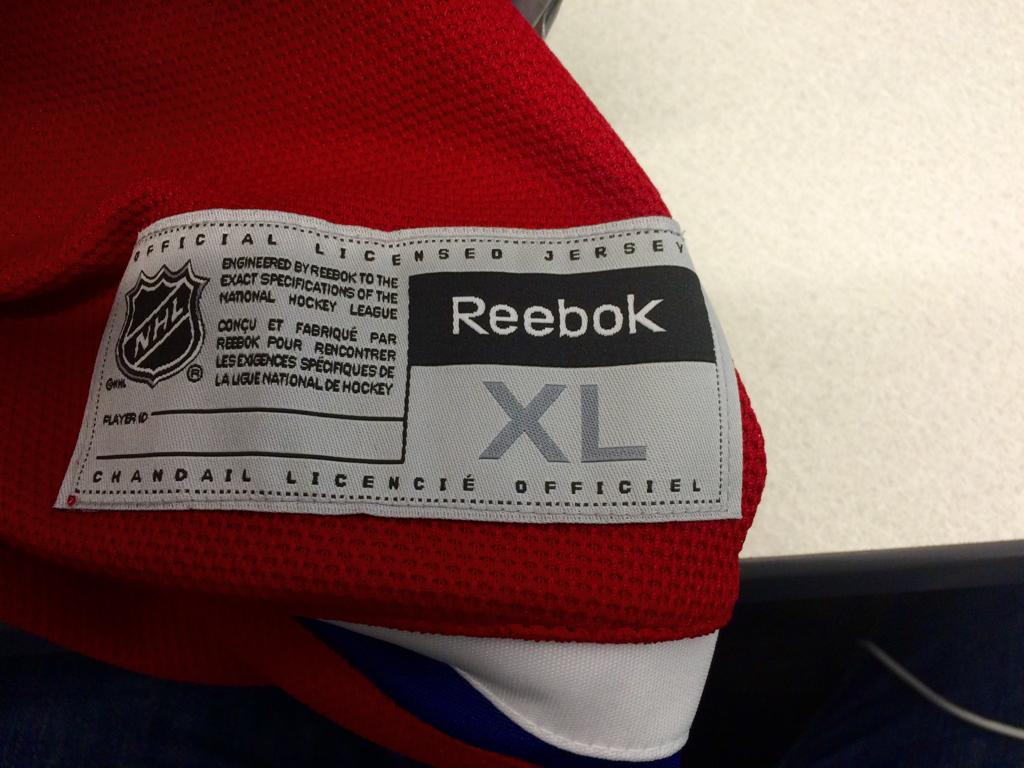 OFFICIAL LICENSED JERSEY
NHL
©NHL
®
ENGINEERED BY REEBOK TO THE
EXACT SPECIFICATIONS OF THE
NATIONAL HOCKEY LEAGUE
CONÇU ET FABRIQUÉ PAR
REEBOK POUR RENCONTRER
LES EXIGENCES SPÉCIFIQUES DE
LA LIGUE NATIONAL DE HOCKEY
PLAYER ID
Reebok
XL
CHANDAIL LICENCIÉ OFFICIEL